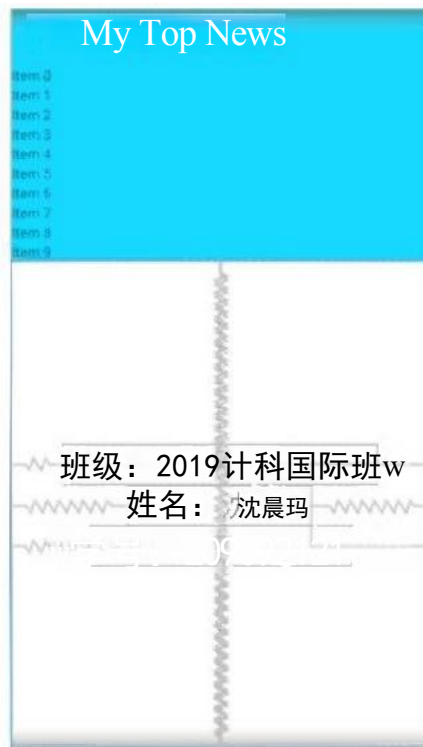 My Top News
Item 0
Item 1
Item 2
Item 3
Item 4
Item 5
Item 6
Item 7
Item 8
Item 9
班级：2019计科国际班w
姓名：沈晨玛